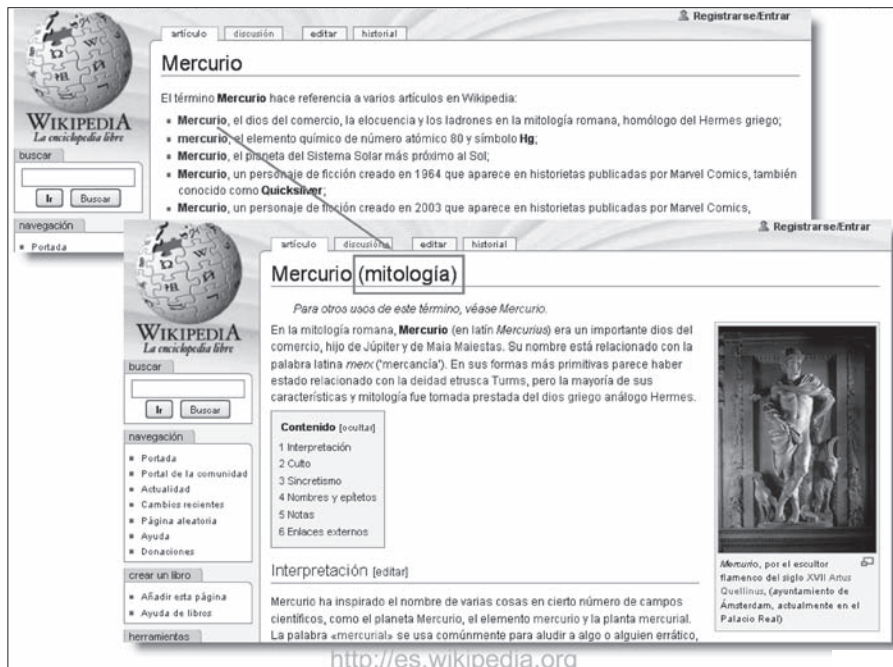 Registrarse/Entrar
artículo discusión editar historial
Mercurio
El término Mercurio hace referencia a varios artículos en Wikipedia:
Mercurio, el dios del comercio, la elocuencia y los ladrones en la mitología romana, homólogo del Hermes griego;
mercurio, el elemento químico de número atómico 80 y símbolo Hg;
Mercurio, el planeta del Sistema Solar más próximo al Sol;
Mercurio, un personaje de ficción creado en 1964 que aparece en historietas publicadas por Marvel Comics, también
conocido como Quicksilver;
Mercurio, un personaje de ficción creado en 2003 que aparece en historietas publicadas por Marvel Comics,
WIKIPEDIA
La enciclopedia libre
buscar
Ir Buscar
navegación
Portada
Registrarse/Entrar
artículo discusión editar historial
Mercurio (mitología)
Para otros usos de este término, véase Mercurio.
En la mitología romana, Mercurio (en latín Mercurius) era un importante dios del
comercio, hijo de Júpiter y de Maia Maiestas. Su nombre está relacionado con la
palabra latina merx ('mercancía'). En sus formas más primitivas parece haber
estado relacionado con la deidad etrusca Turms, pero la mayoría de sus
características y mitología fue tomada prestada del dios griego análogo Hermes.
Contenido [ocultar]
1 Interpretación
2 Culto
3 Sincretismo
4 Nombres y epítetos
5 Notas
6 Enlaces externos
Interpretación [editar]
Mercurio ha inspirado el nombre de varias cosas en cierto número de campos
científicos, como el planeta Mercurio, el elemento mercurio y la planta mercurial.
La palabra «mercurial» se usa comúnmente para aludir a algo o alguien errático,
Mercurio, por el escultor
flamenco del siglo XVII Artus
Quellinus, (ayuntamiento de
Ámsterdam, actualmente en el
Palacio Real)
WIKIPEDIA
La enciclopedia libre
buscar
Ir Buscar
navegación
Portada
Portal de la comunidad
Actualidad
Cambios recientes
Página aleatoria
Ayuda
Donaciones
crear un libro
Añadir esta página
Ayuda de libros
herramientas
http://es.wikipedia.org